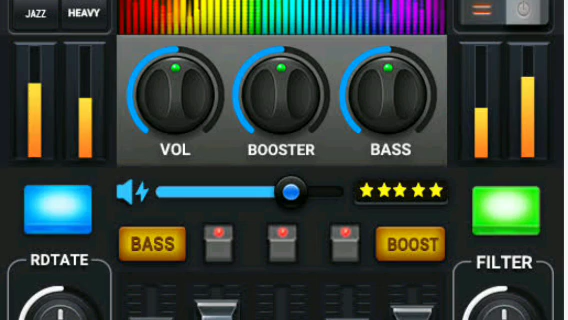 JAZZ HEAVY
VOL BOOSTER BASS
BASS BOOST
RDTATE FILTER